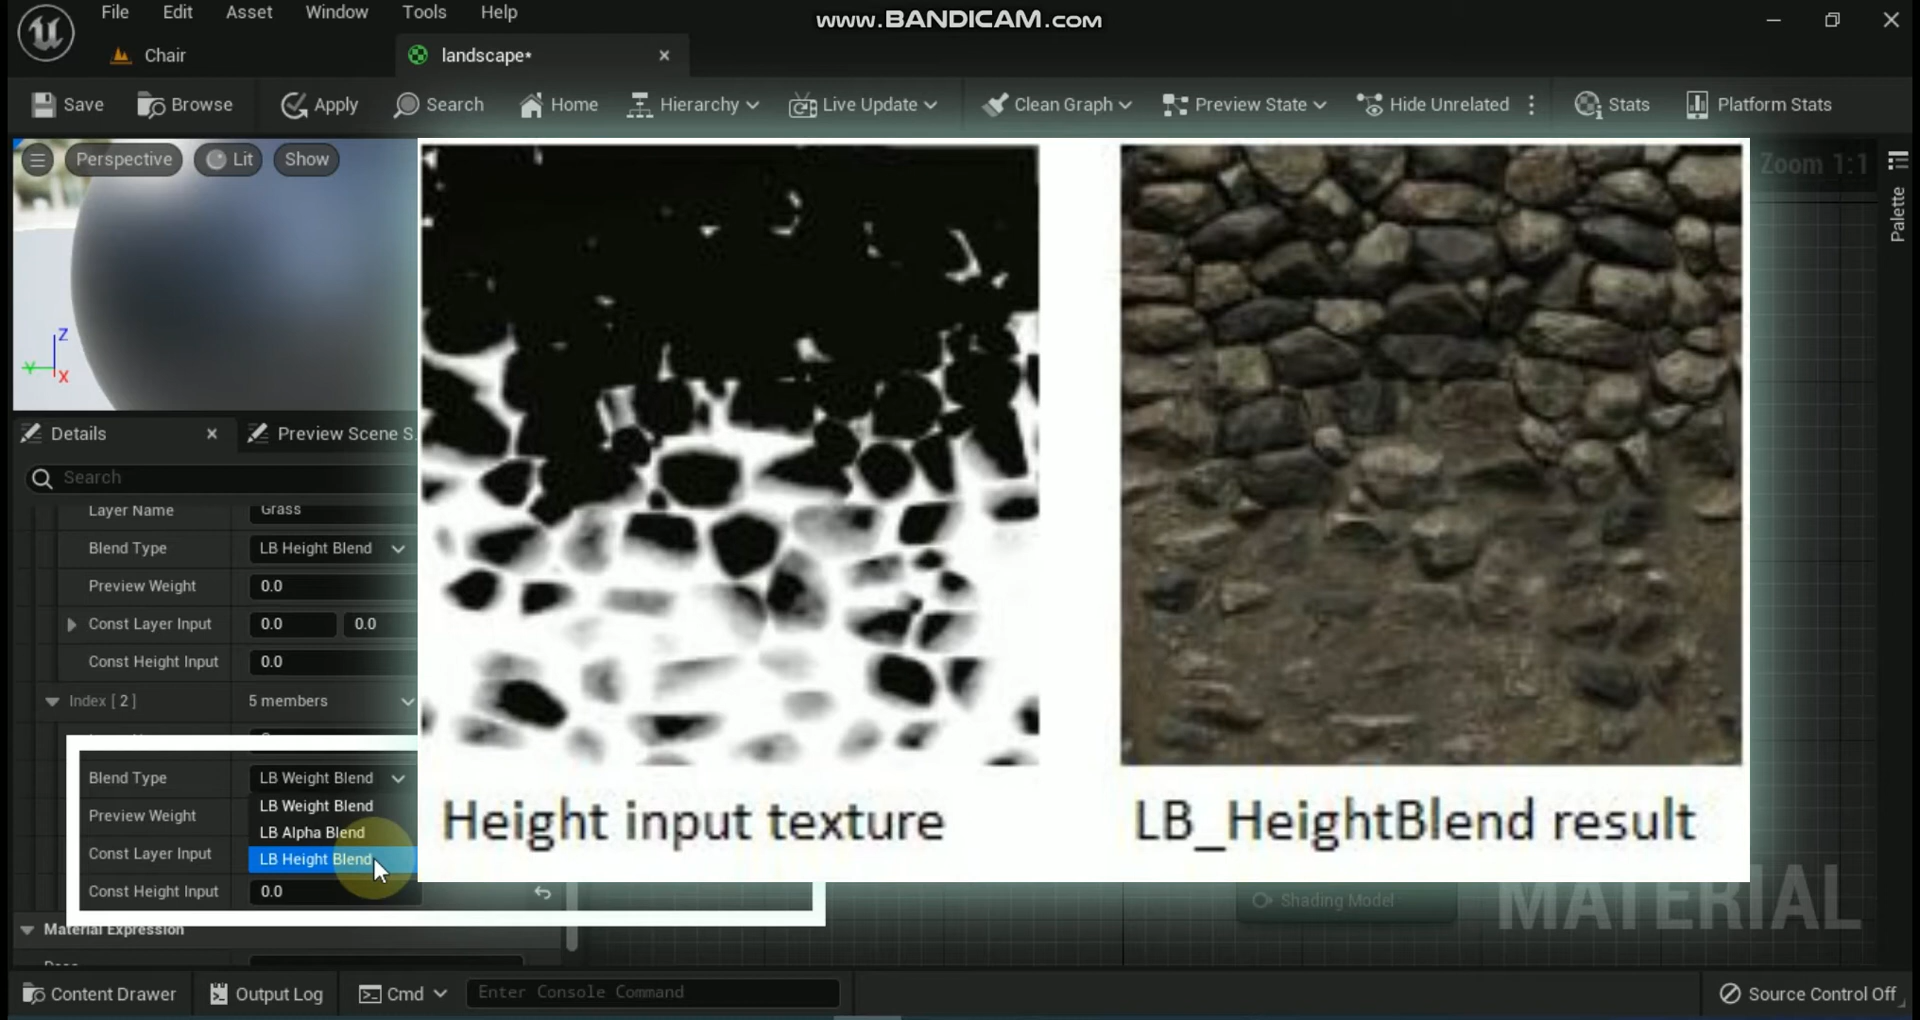 File Edit Asset Window Tools Help
www.BANDICAM.com
Chair
landscape*
Save Browse Apply Search Home Hierarchy Live Update Clean Graph Preview State Hide Unrelated Stats Platform Stats
Perspective Lit Show
Zoom 1:1
Palette
Z
Y
X
Details
Preview Scene S
Search
Layer Name Grass
Blend Type LB Height Blend
Preview Weight 0.0
Const Layer Input 0.0 0.0
Const Height Input 0.0
Index [ 2 ] 5 members
Blend Type LB Weight Blend
LB Weight Blend
Preview Weight
LB Alpha Blend
Const Layer Input
LB Height Blend
Const Height Input 0.0
Material Expression
Height input texture
LB_HeightBlend result
Shading Model
MATERIAL
Content Drawer Output Log Cmd Enter Console Command Source Control Off